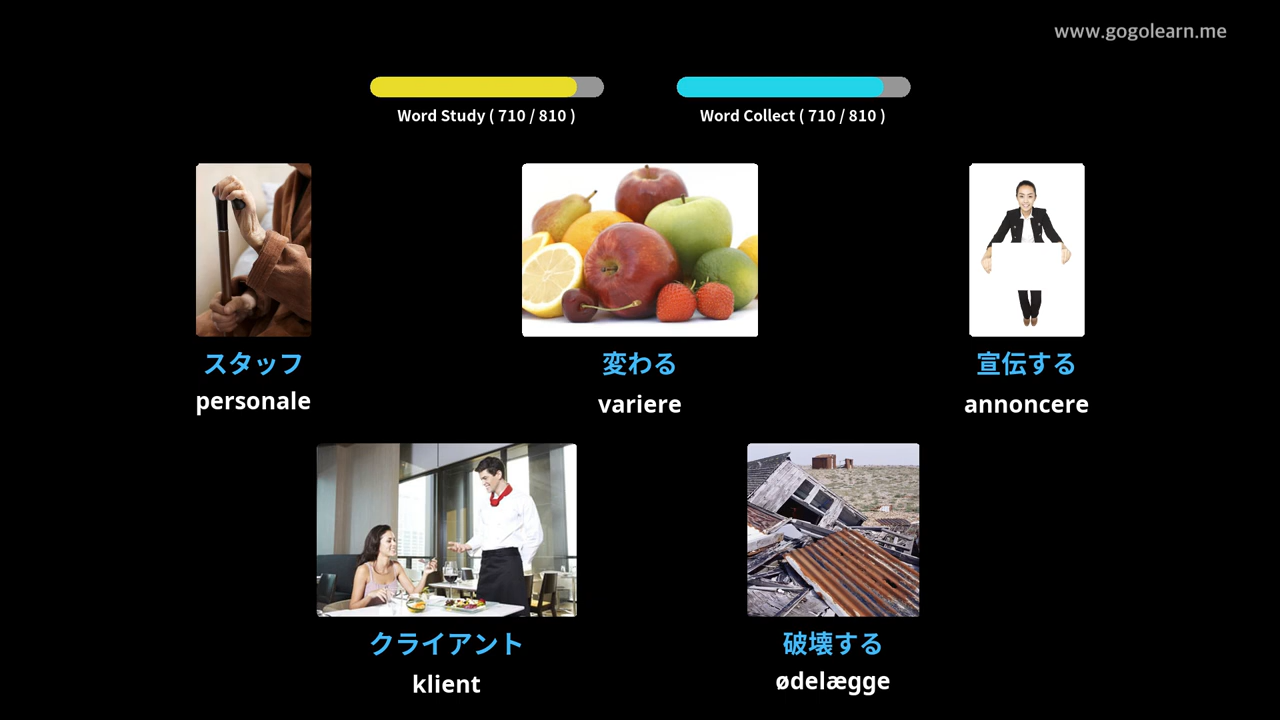 www.gogolearn.me
Word Study ( 710 / 810 )
Word Collect ( 710 / 810 )
スタッフ
personale
変わる
variere
宣伝する
annoncere
クライアント
klient
破壊する
ødelægge